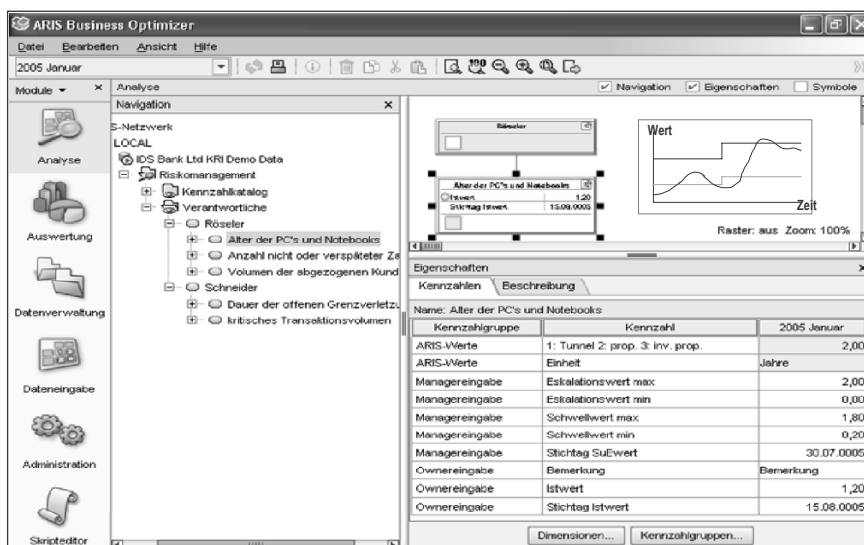 ARIS Business Optimizer
Datei Bearbeiten Ansicht Hilfe
2005 Januar
100
Module
Analyse
Navigation Eigenschaften Symbole
Navigation
S-Netzwerk
LOCAL
IDS Bank Ltd KRI Demo Data
Risikomanagement
Kennzahlkatalog
Verantwortliche
Röseler
Alter der PC's und Notebooks
Anzahl nicht oder verspäteter Za
Volumen der abgezogenen Kund
Schneider
Dauer der offenen Grenzverletzu
kritisches Transaktionsvolumen
Analyse
Auswertung
Datenverwaltung
Dateneingabe
Administration
Skripteditor
Röseler
Alter der PC's und Notebooks
Istwert 1,20
Stichtag Istwert 15.08.0005
Wert
Zeit
Raster: aus Zoom: 100%
Eigenschaften
Kennzahlen Beschreibung
Name: Alter der PC's und Notebooks
Kennzahlgruppe Kennzahl 2005 Januar
ARIS-Werte 1: Tunnel 2: prop. 3: inv. prop. 2,00
ARIS-Werte Einheit Jahre
Managereingabe Eskalationswert max 2,00
Managereingabe Eskalationswert min 0,00
Managereingabe Schwellwert max 1,80
Managereingabe Schwellwert min 0,20
Managereingabe Stichtag SuEwert 30.07.0005
Ownereingabe Bemerkung Bemerkung
Ownereingabe Istwert 1,20
Ownereingabe Stichtag Istwert 15.08.0005
Dimensionen... Kennzahlgruppen...